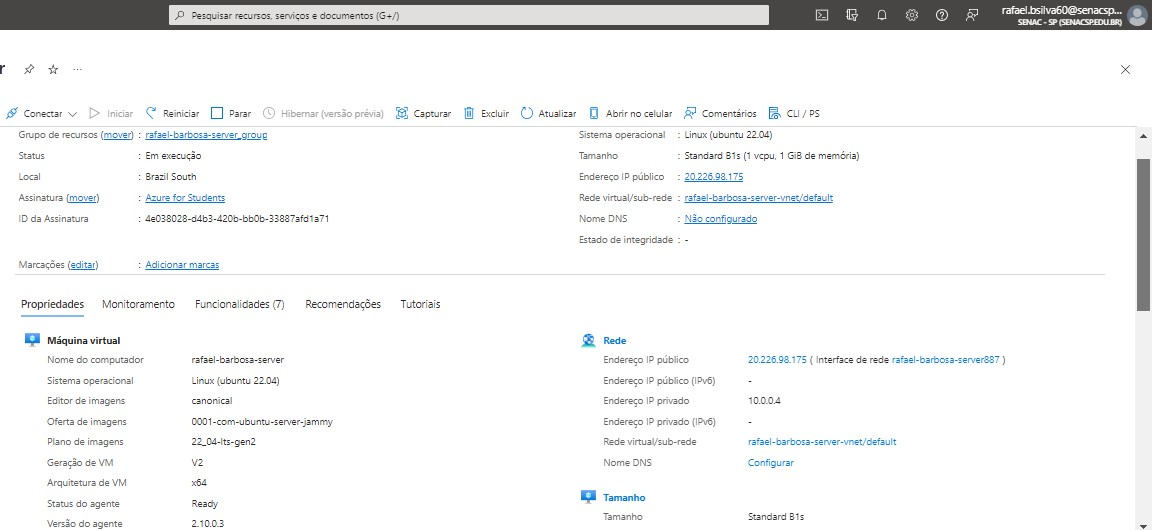 Pesquisar recursos, serviços e documentos (G+/)
rafael.bsilva60@senacsp...
SENAC - SP (SENACSP.EDU.BR)
r
...
Conectar
Iniciar
Reiniciar
Parar
Hibernar (versão prévia)
Capturar
Excluir
Atualizar
Abrir no celular
Comentários
CLI / PS
Grupo de recursos (mover) : rafael-barbosa-server_group
Status : Em execução
Local : Brazil South
Assinatura (mover) : Azure for Students
ID da Assinatura : 4e038028-d4b3-420b-bb0b-33887afd1a71
Sistema operacional : Linux (ubuntu 22.04)
Tamanho : Standard B1s (1 vcpu, 1 GiB de memória)
Endereço IP público : 20.226.98.175
Rede virtual/sub-rede : rafael-barbosa-server-vnet/default
Nome DNS : Não configurado
Estado de integridade : -
Marcações (editar) : Adicionar marcas
Propriedades
Monitoramento
Funcionalidades (7)
Recomendações
Tutoriais
Máquina virtual
Nome do computador rafael-barbosa-server
Sistema operacional Linux (ubuntu 22.04)
Editor de imagens canonical
Oferta de imagens 0001-com-ubuntu-server-jammy
Plano de imagens 22_04-lts-gen2
Geração de VM V2
Arquitetura de VM x64
Status do agente Ready
Versão do agente 2.10.0.3
Rede
Endereço IP público 20.226.98.175 ( Interface de rede rafael-barbosa-server887 )
Endereço IP público (IPv6) -
Endereço IP privado 10.0.0.4
Endereço IP privado (IPv6) -
Rede virtual/sub-rede rafael-barbosa-server-vnet/default
Nome DNS Configurar
Tamanho
Tamanho Standard B1s